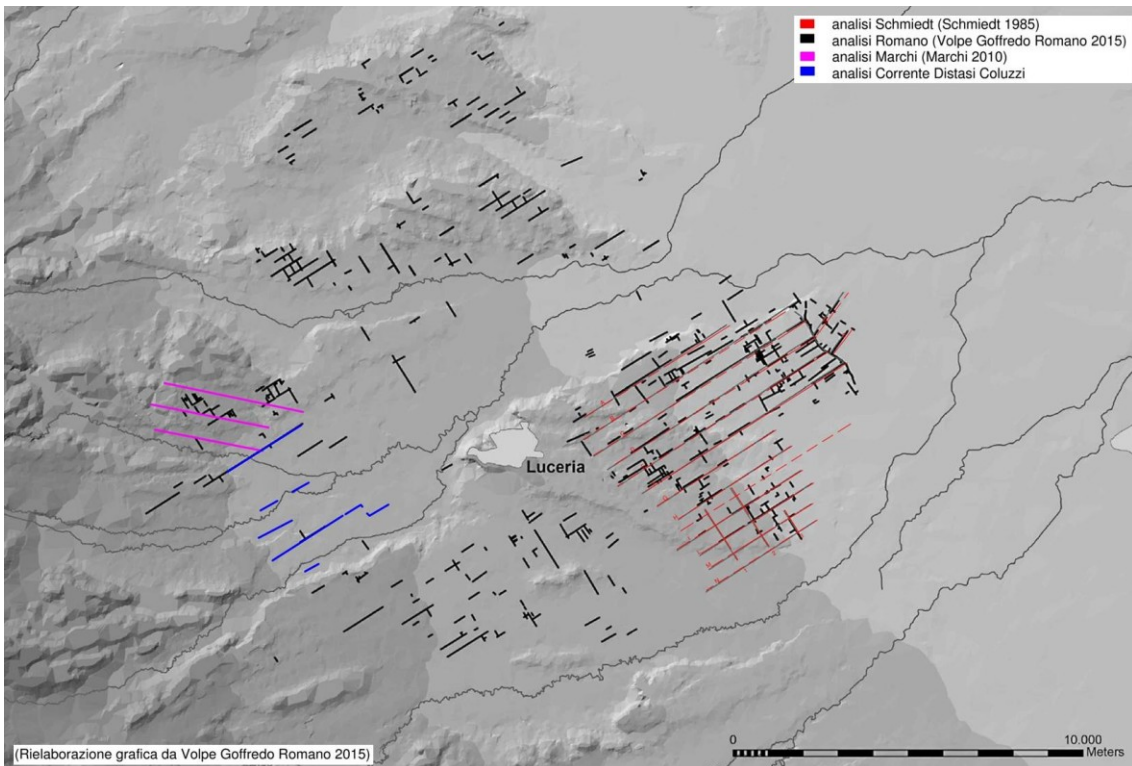 analisi Schmiedt (Schmiedt 1985)
analisi Romano (Volpe Goffredo Romano 2015)
analisi Marchi (Marchi 2010)
analisi Corrente Distasi Coluzzi
Luceria
(Rielaborazione grafica da Volpe Goffredo Romano 2015)
0 10.000
Meters